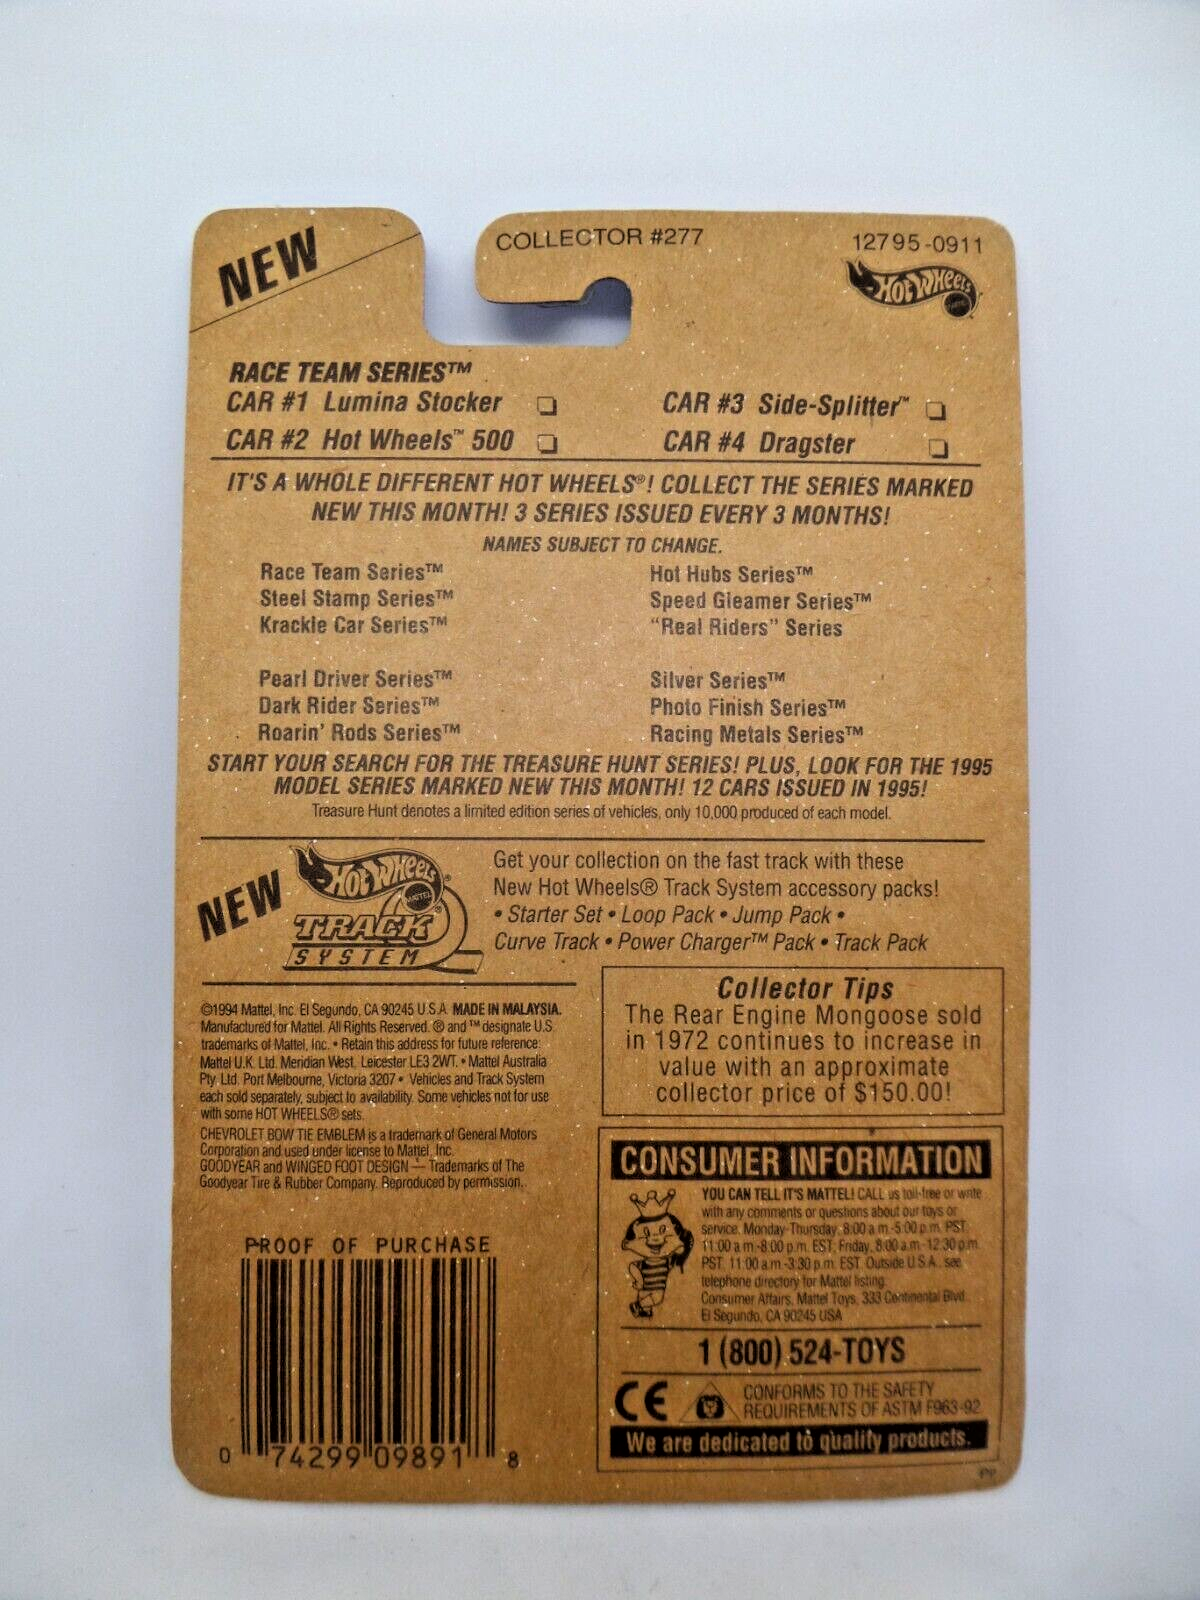 NEW
COLLECTOR #277
12795-0911
HOT WHEELS
MATTEL
RACE TEAM SERIES™
CAR #1 Lumina Stocker
CAR #3 Side-Splitter™
CAR #2 Hot Wheels™ 500
CAR #4 Dragster
IT'S A WHOLE DIFFERENT HOT WHEELS®! COLLECT THE SERIES MARKED
NEW THIS MONTH! 3 SERIES ISSUED EVERY 3 MONTHS!
NAMES SUBJECT TO CHANGE.
Race Team Series™
Steel Stamp Series™
Krackle Car Series™
Hot Hubs Series™
Speed Gleamer Series™
"Real Riders" Series
Pearl Driver Series™
Dark Rider Series™
Roarin' Rods Series™
Silver Series™
Photo Finish Series™
Racing Metals Series™
START YOUR SEARCH FOR THE TREASURE HUNT SERIES! PLUS, LOOK FOR THE 1995
MODEL SERIES MARKED NEW THIS MONTH! 12 CARS ISSUED IN 1995!
Treasure Hunt denotes a limited edition series of vehicles, only 10,000 produced of each model.
NEW
HOT WHEELS®
MATTEL
TRACK®
SYSTEM
Get your collection on the fast track with these
New Hot Wheels® Track System accessory packs!
• Starter Set • Loop Pack • Jump Pack •
Curve Track • Power Charger™ Pack • Track Pack
©1994 Mattel, Inc. El Segundo, CA 90245 U.S.A. MADE IN MALAYSIA.
Manufactured for Mattel. All Rights Reserved. ® and ™ designate U.S.
trademarks of Mattel, Inc. • Retain this address for future reference:
Mattel U.K. Ltd. Meridian West. Leicester LE3 2WT. • Mattel Australia
Pty. Ltd. Port Melbourne, Victoria 3207 • Vehicles and Track System
each sold separately, subject to availability. Some vehicles not for use
with some HOT WHEELS® sets.
CHEVROLET BOW TIE EMBLEM is a trademark of General Motors
Corporation and used under license to Mattel, Inc.
GOODYEAR and WINGED FOOT DESIGN — Trademarks of The
Goodyear Tire & Rubber Company. Reproduced by permission.
Collector Tips
The Rear Engine Mongoose sold
in 1972 continues to increase in
value with an approximate
collector price of $150.00!
CONSUMER INFORMATION
YOU CAN TELL IT'S MATTEL! CALL us toll-free or write
with any comments or questions about our toys or
service. Monday-Thursday, 8:00 a.m.-5:00 p.m. PST,
11:00 a.m.-8:00 p.m. EST, Friday, 8:00 a.m.-12:30 p.m.
PST, 11:00 a.m.-3:30 p.m. EST. Outside U.S.A., see
telephone directory for Mattel listing.
Consumer Affairs, Mattel Toys, 333 Continental Blvd.,
El Segundo, CA 90245 USA
1 (800) 524-TOYS
CE
CONFORMS TO THE SAFETY
REQUIREMENTS OF ASTM F963-92
We are dedicated to quality products.
PROOF OF PURCHASE
0 74299 09891 8